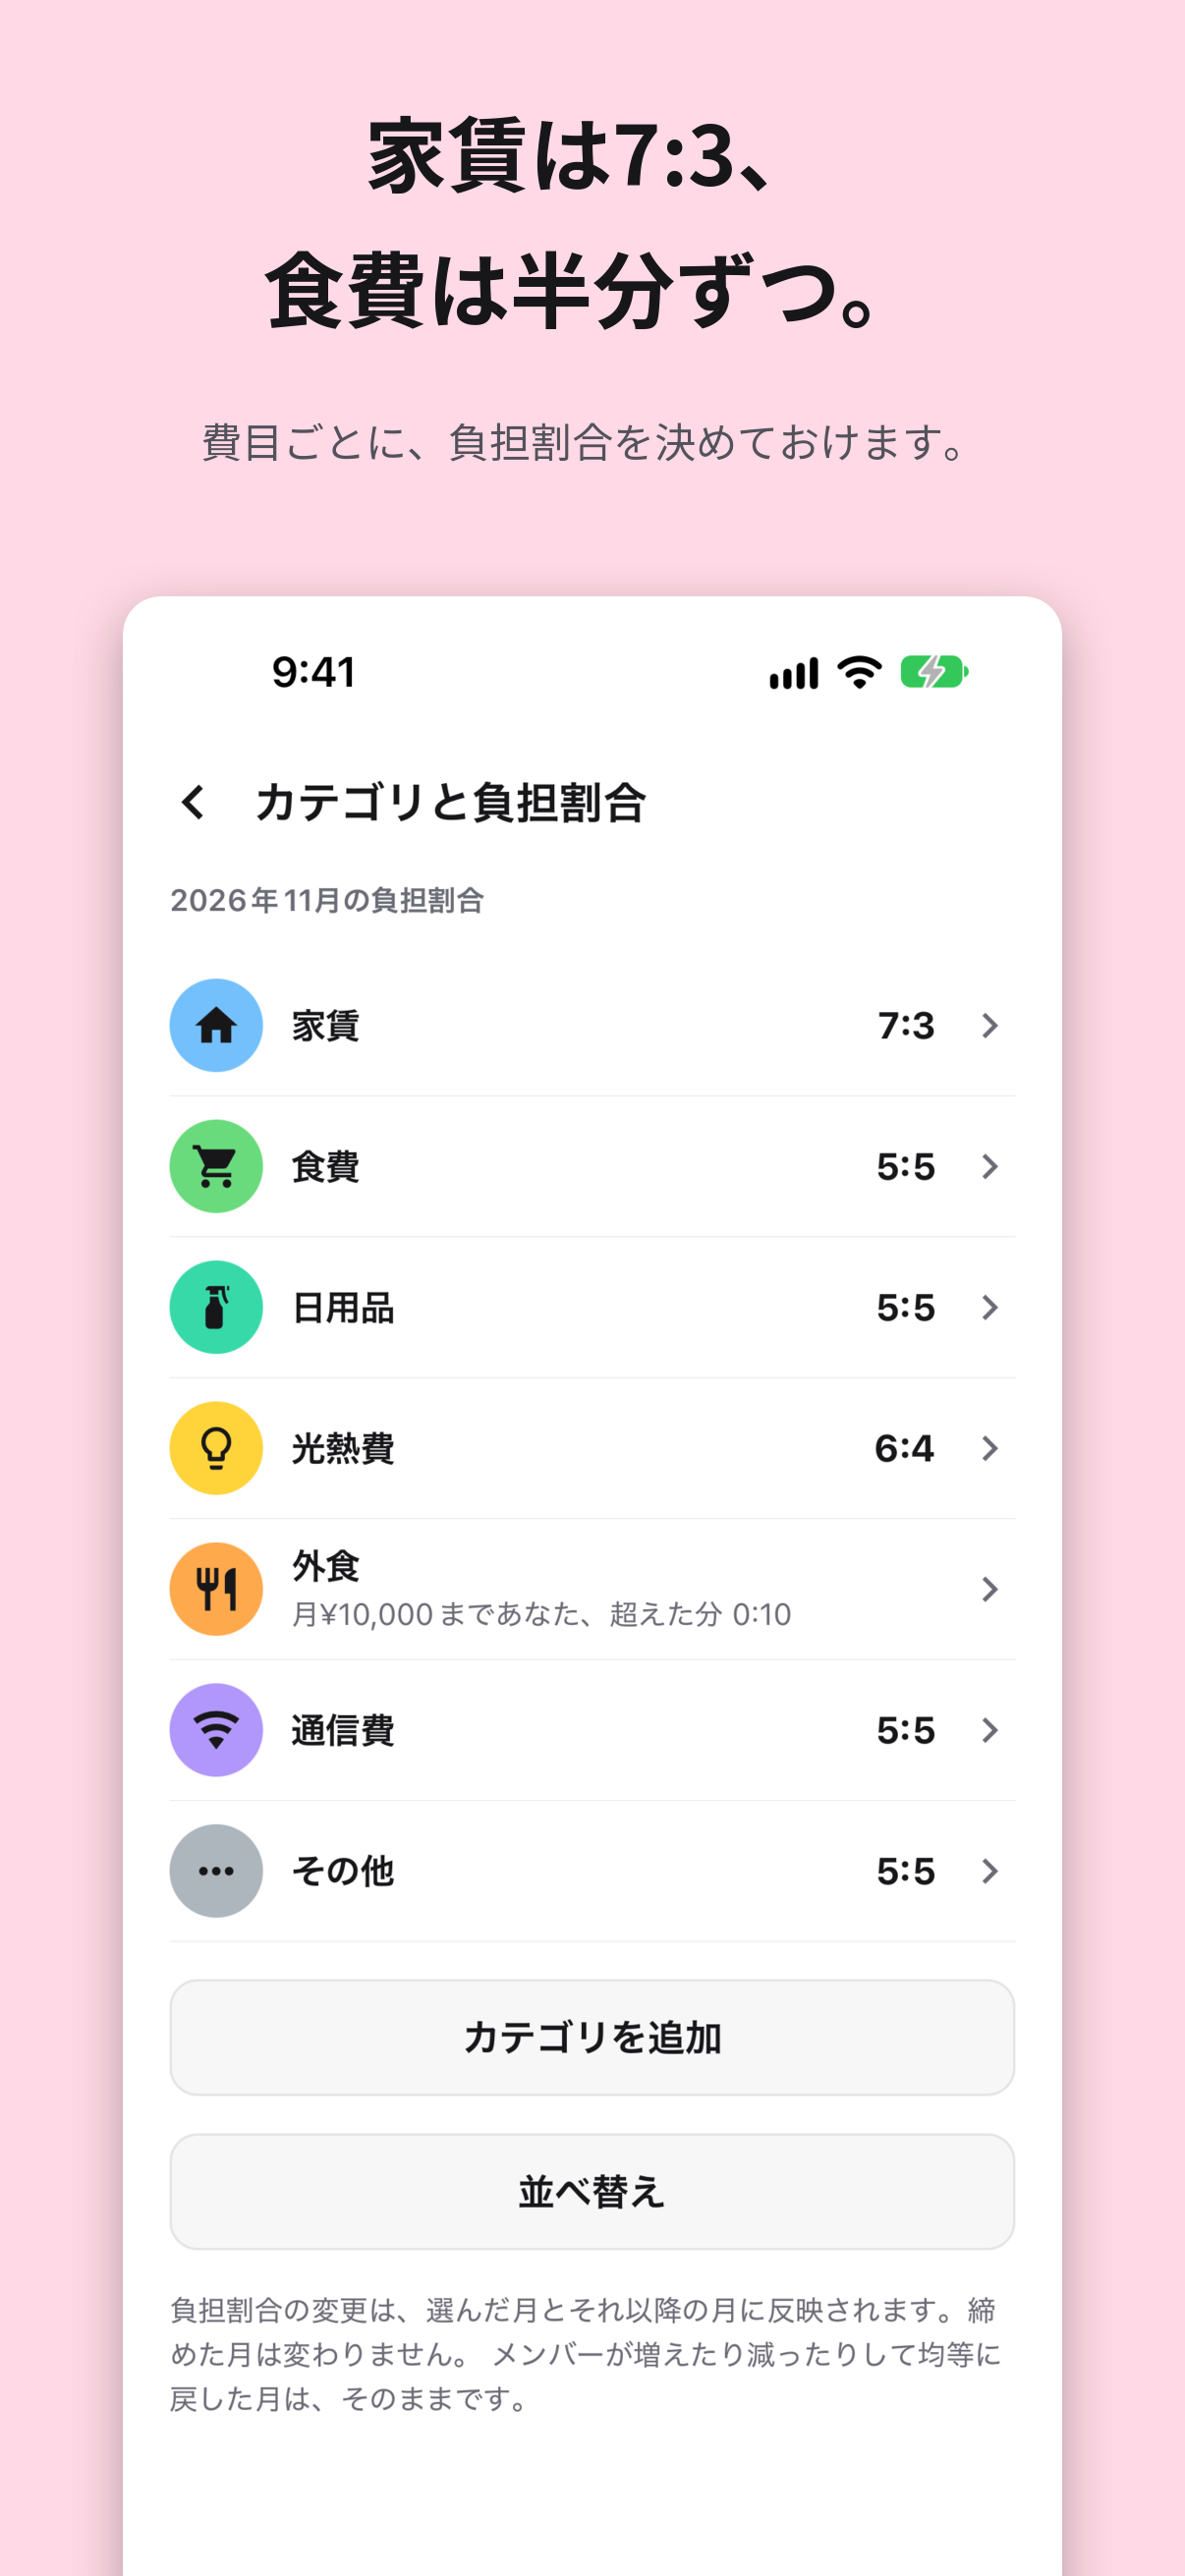 家賃は7:3、
食費は半分ずつ。
費目ごとに、負担割合を決めておけます。
9:41
カテゴリと負担割合
2026年11月の負担割合
家賃 7:3
食費 5:5
日用品 5:5
光熱費 6:4
外食
月¥10,000まであなた、超えた分 0:10
通信費 5:5
その他 5:5
カテゴリを追加
並べ替え
負担割合の変更は、選んだ月とそれ以降の月に反映されます。締
めた月は変わりません。 メンバーが増えたり減ったりして均等に
戻した月は、そのままです。